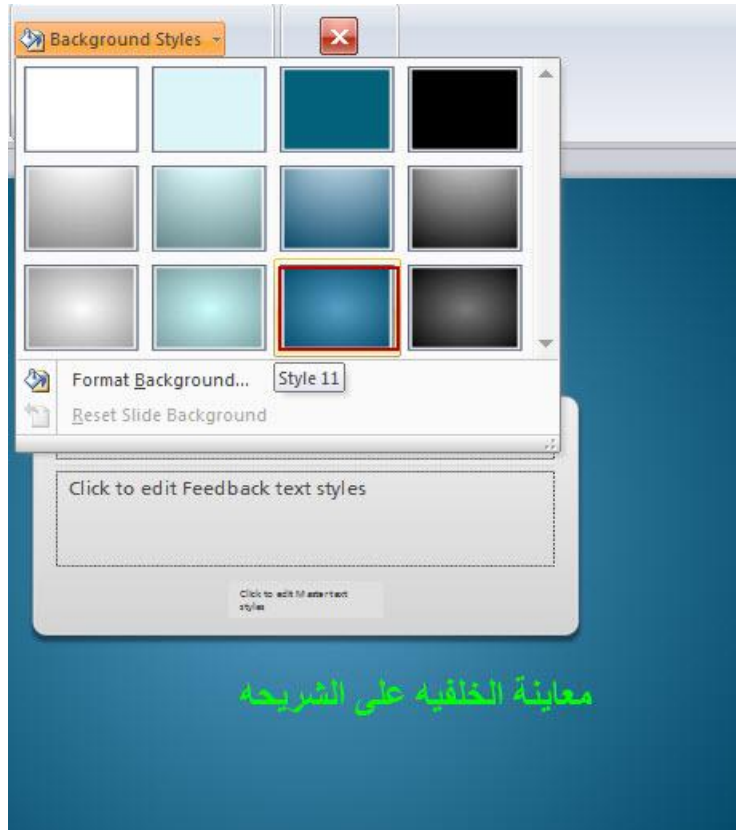 Background Styles
Format Background...
Style 11
Reset Slide Background
Click to edit Feedback text styles
Click to edit Master text
styles
معاينة الخلفيه على الشريحه